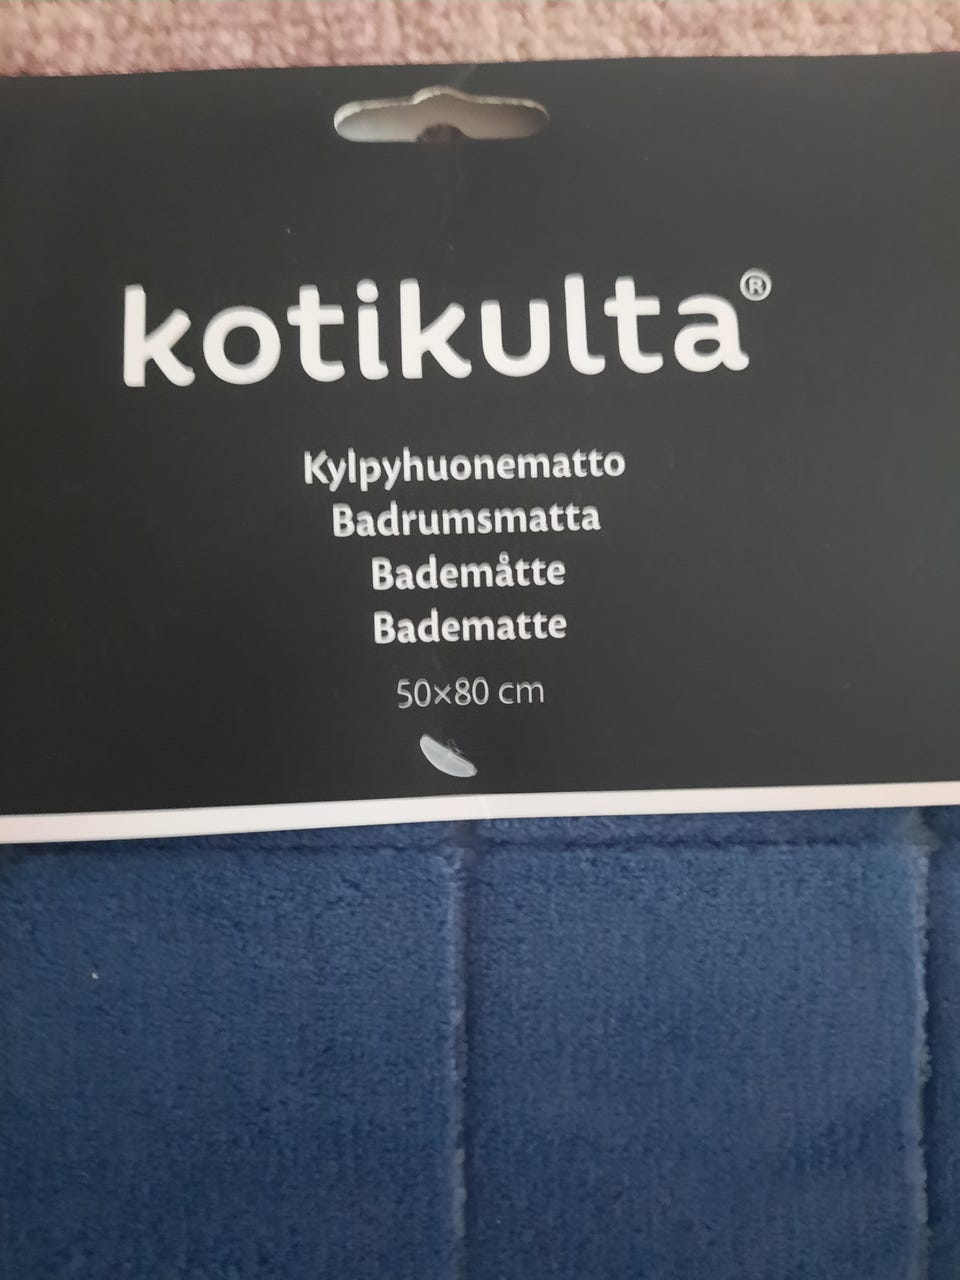 kotikulta®
Kylpyhuonematto
Badrumsmatta
Bademåtte
Badematte
50×80 cm